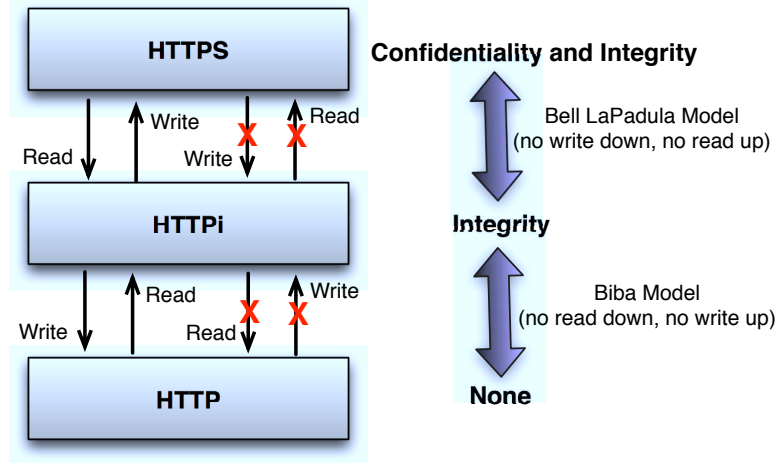 HTTPS
Confidentiality and Integrity
Read
Write
Write
Read
Bell LaPadula Model
(no write down, no read up)
HTTPi
Integrity
Write
Read
Read
Write
Biba Model
(no read down, no write up)
HTTP
None
X
X
X
X